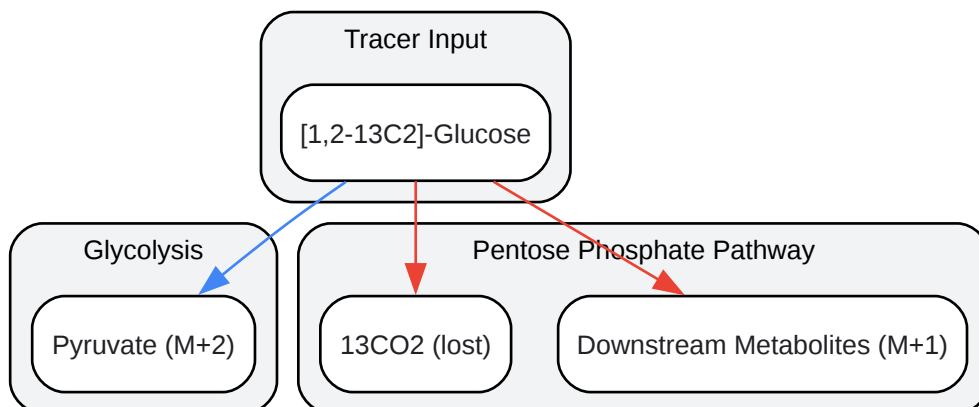 Tracer Input
[1,2-13C2]-Glucose
Glycolysis
Pentose Phosphate Pathway
Pyruvate (M+2)
13CO2 (lost)
Downstream Metabolites (M+1)